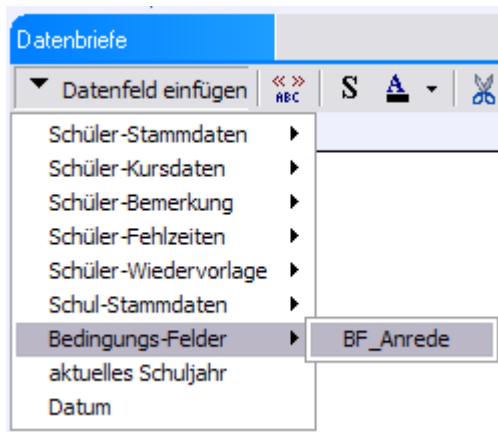 Datenbriefe
Datenfeld einfügen « » ABC S A
Schüler-Stammdaten
Schüler-Kursdaten
Schüler-Bemerkung
Schüler-Fehlzeiten
Schüler-Wiedervorlage
Schul-Stammdaten
Bedingungs-Felder BF_Anrede
aktuelles Schuljahr
Datum